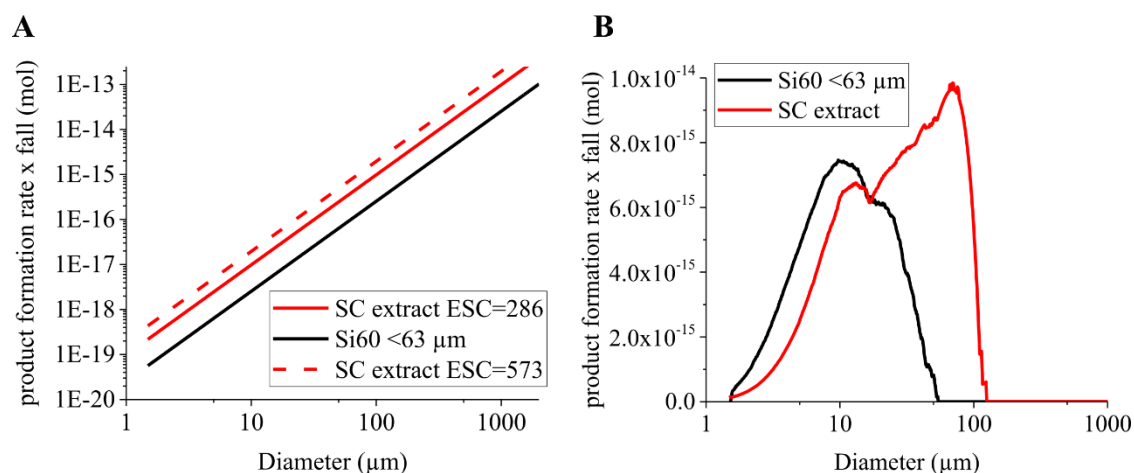 A
product formation rate x fall (mol)
1E-13
1E-14
1E-15
1E-16
1E-17
1E-18
1E-19
1E-20
SC extract ESC=286
Si60 <63 µm
SC extract ESC=573
1
10
100
1000
Diameter (µm)
B
product formation rate x fall (mol)
1.0x10-14
8.0x10-15
6.0x10-15
4.0x10-15
2.0x10-15
0.0
Si60 <63 µm
SC extract
1
10
100
1000
Diameter (µm)